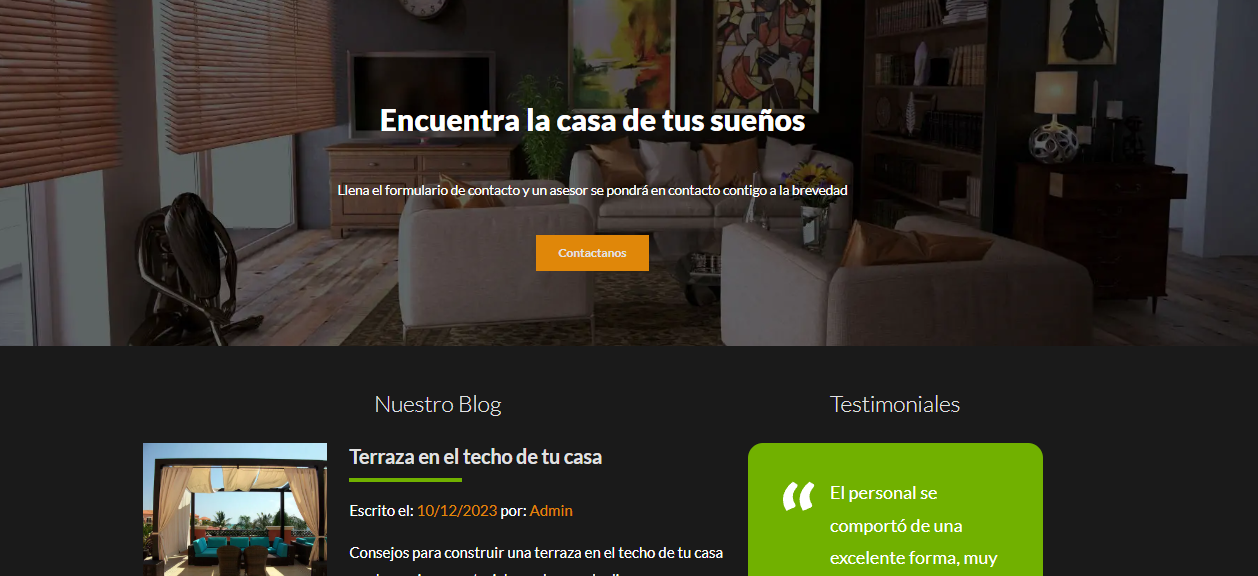 Encuentra la casa de tus sueños
Llena el formulario de contacto y un asesor se pondrá en contacto contigo a la brevedad
Contactanos
Nuestro Blog
Terraza en el techo de tu casa
Escrito el: 10/12/2023 por: Admin
Consejos para construir una terraza en el techo de tu casa
Testimoniales
“ El personal se
comportó de una
excelente forma, muy